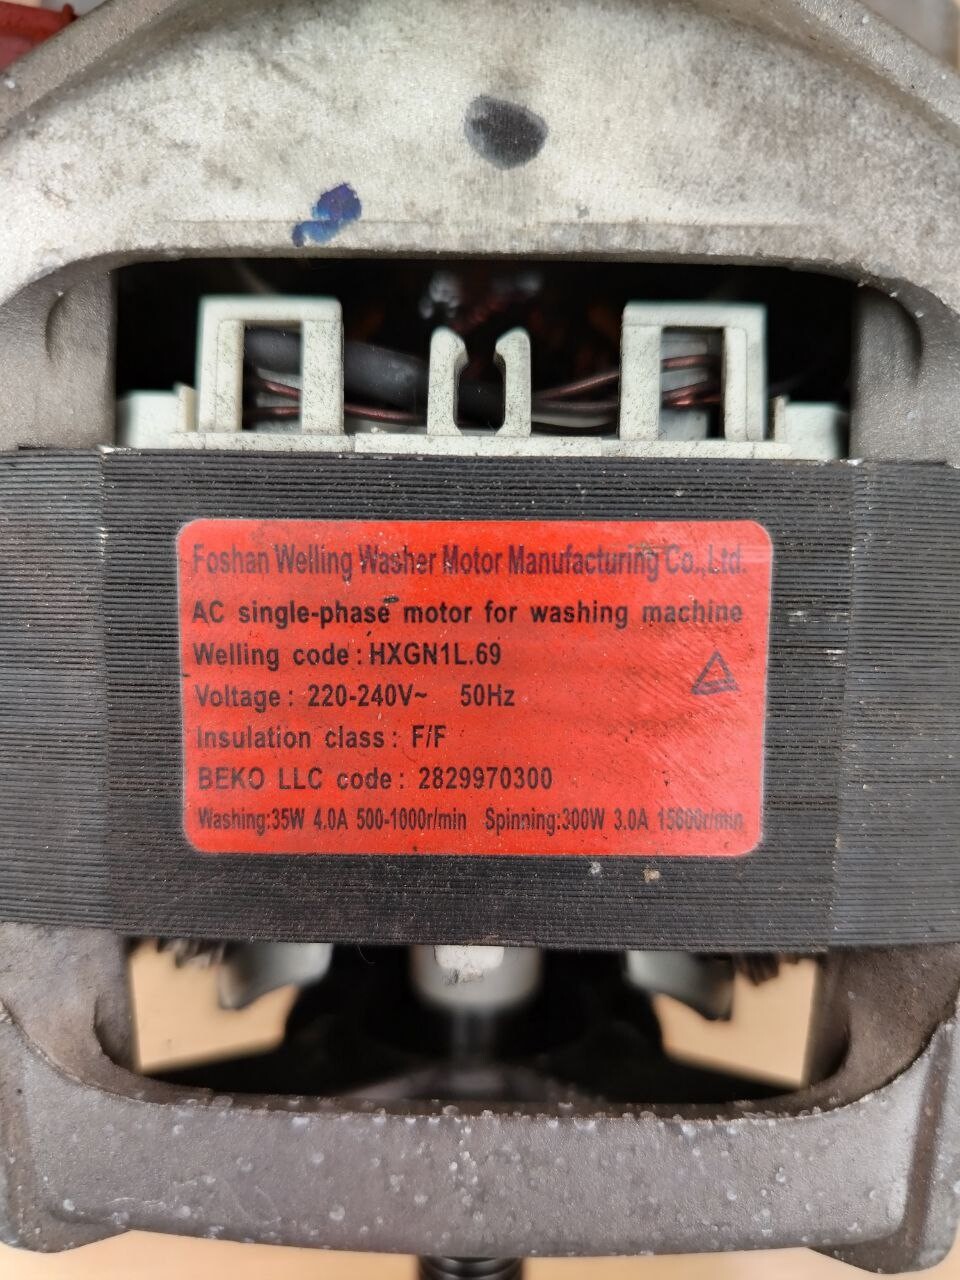 Foshan Welling Washer Motor Manufacturing Co.,Ltd.
AC single-phase motor for washing machine
Welling code : HXGN1L.69
Voltage : 220-240V~ 50Hz
Insulation class : F/F
BEKO LLC code : 2829970300
Washing:35W 4.0A 500-1000r/min Spinning:300W 3.0A